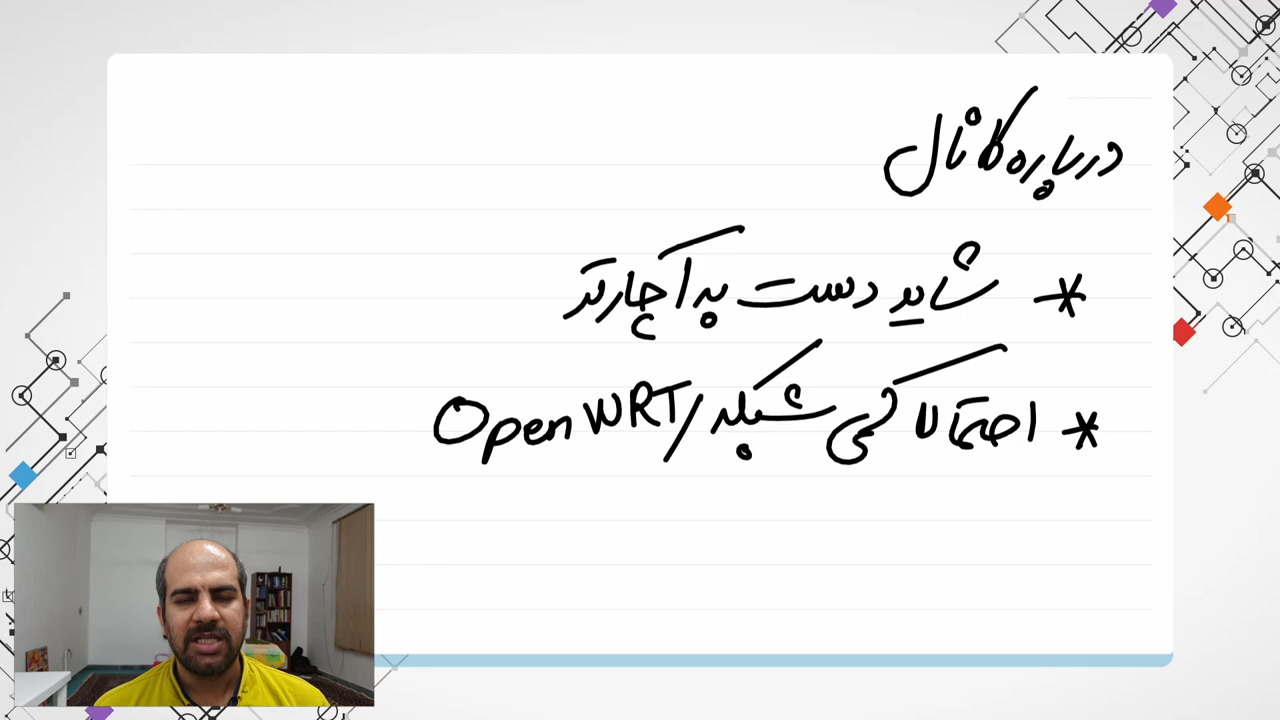 درباره کانال
* شاید دست به آچارتر
* احتمالا کمی شبکه/OpenWRT